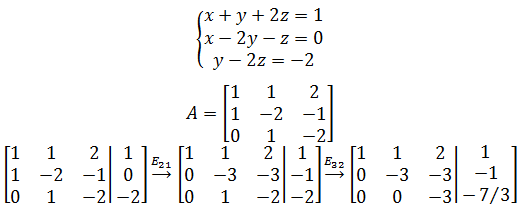 x + y + 2z = 1
x − 2y − z = 0
y − 2z = −2
A = [1 1 2
1 −2 −1
0 1 −2]
[1 1 2 | 1
1 −2 −1 | 0
0 1 −2 | −2] E₂₁→ [1 1 2 | 1
0 −3 −3 | −1
0 1 −2 | −2] E₃₂→ [1 1 2 | 1
0 −3 −3 | −1
0 0 −3 | −7/3]